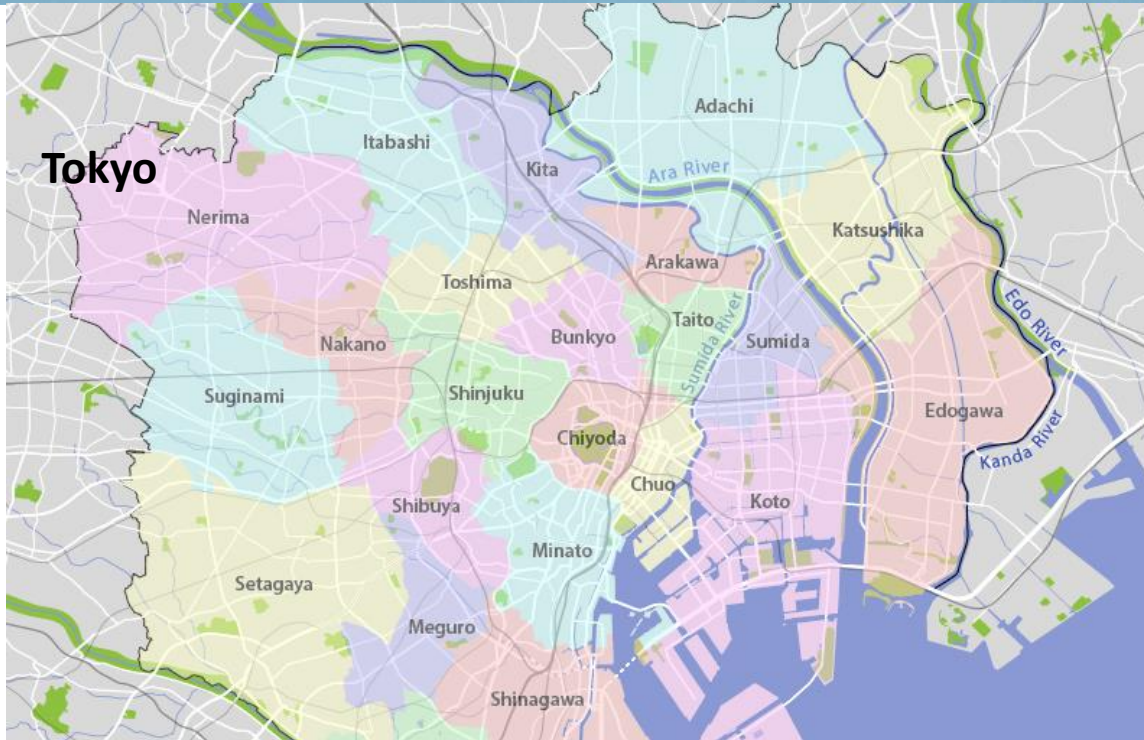 Tokyo
Adachi
Itabashi
Kita
Ara River
Nerima
Katsushika
Arakawa
Toshima
Taito
Bunkyo
Sumida
Nakano
Sumida River
Edo River
Shinjuku
Suginami
Edogawa
Chiyoda
Kanda River
Chuo
Koto
Shibuya
Minato
Setagaya
Meguro
Shinagawa